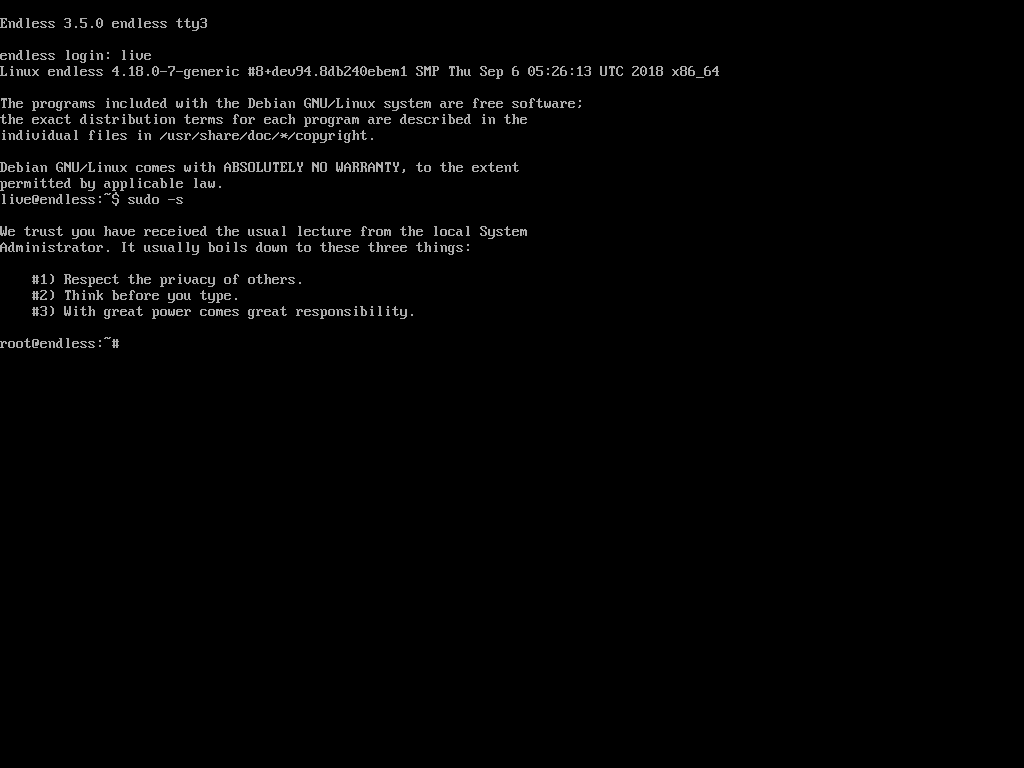 Endless 3.5.0 endless tty3
endless login: live
Linux endless 4.18.0-7-generic #8+dev94.8db240ebem1 SMP Thu Sep 6 05:26:13 UTC 2018 x86_64
The programs included with the Debian GNU/Linux system are free software;
the exact distribution terms for each program are described in the
individual files in /usr/share/doc/*/copyright.
Debian GNU/Linux comes with ABSOLUTELY NO WARRANTY, to the extent
permitted by applicable law.
live@endless:~$ sudo -s
We trust you have received the usual lecture from the local System
Administrator. It usually boils down to these three things:
#1) Respect the privacy of others.
#2) Think before you type.
#3) With great power comes great responsibility.
root@endless:~#